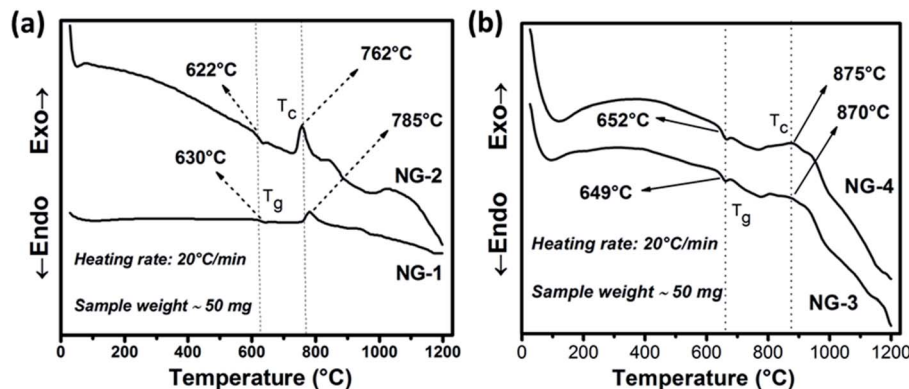 (a)
622°C
762°C
Tc
785°C
630°C
Tg
NG-2
NG-1
Heating rate: 20°C/min
Sample weight ~ 50 mg
←Endo Exo→
0 200 400 600 800 1000 1200
Temperature (°C)
(b)
875°C
Tc
652°C
870°C
649°C
Tg
NG-4
NG-3
Heating rate: 20°C/min
Sample weight ~ 50 mg
←Endo Exo→
0 200 400 600 800 1000 1200
Temperature (°C)